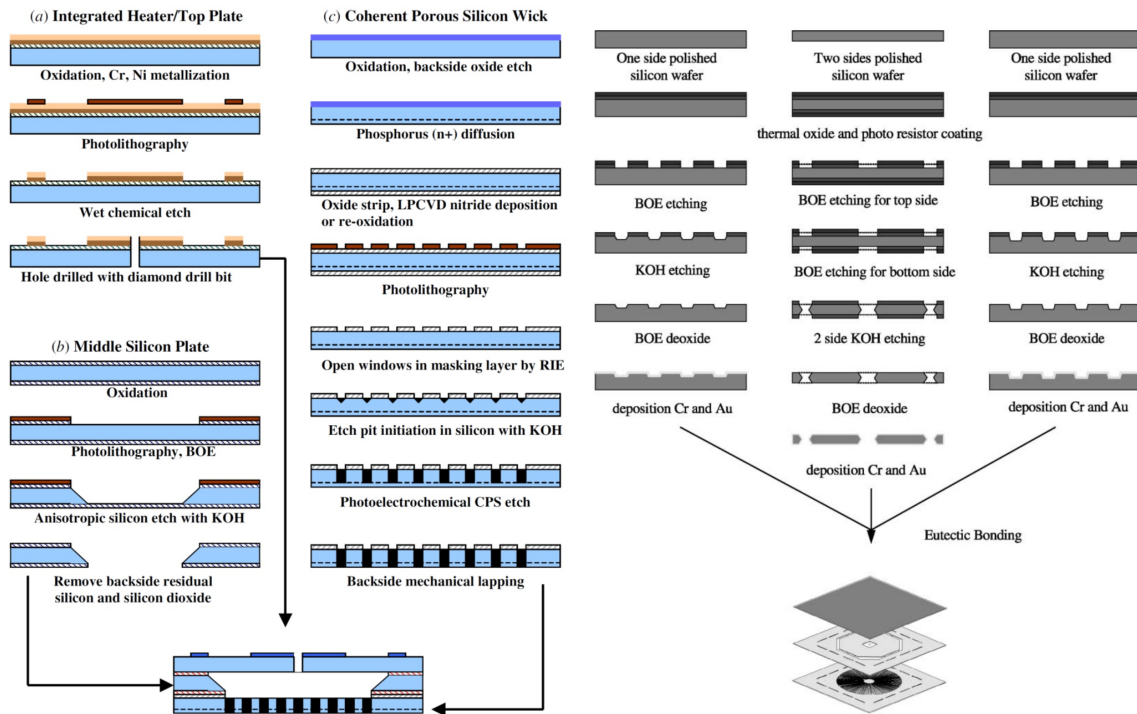 (a) Integrated Heater/Top Plate
Oxidation, Cr, Ni metallization
Photolithography
Wet chemical etch
Hole drilled with diamond drill bit
(b) Middle Silicon Plate
Oxidation
Photolithography, BOE
Anisotropic silicon etch with KOH
Remove backside residual
silicon and silicon dioxide
(c) Coherent Porous Silicon Wick
Oxidation, backside oxide etch
Phosphorus (n+) diffusion
Oxide strip, LPCVD nitride deposition
or re-oxidation
Photolithography
Open windows in masking layer by RIE
Etch pit initiation in silicon with KOH
Photoelectrochemical CPS etch
Backside mechanical lapping
One side polished
silicon wafer
Two sides polished
silicon wafer
One side polished
silicon wafer
thermal oxide and photo resistor coating
BOE etching
BOE etching for top side
BOE etching
KOH etching
BOE etching for bottom side
KOH etching
BOE deoxide
2 side KOH etching
BOE deoxide
deposition Cr and Au
BOE deoxide
deposition Cr and Au
deposition Cr and Au
Eutectic Bonding